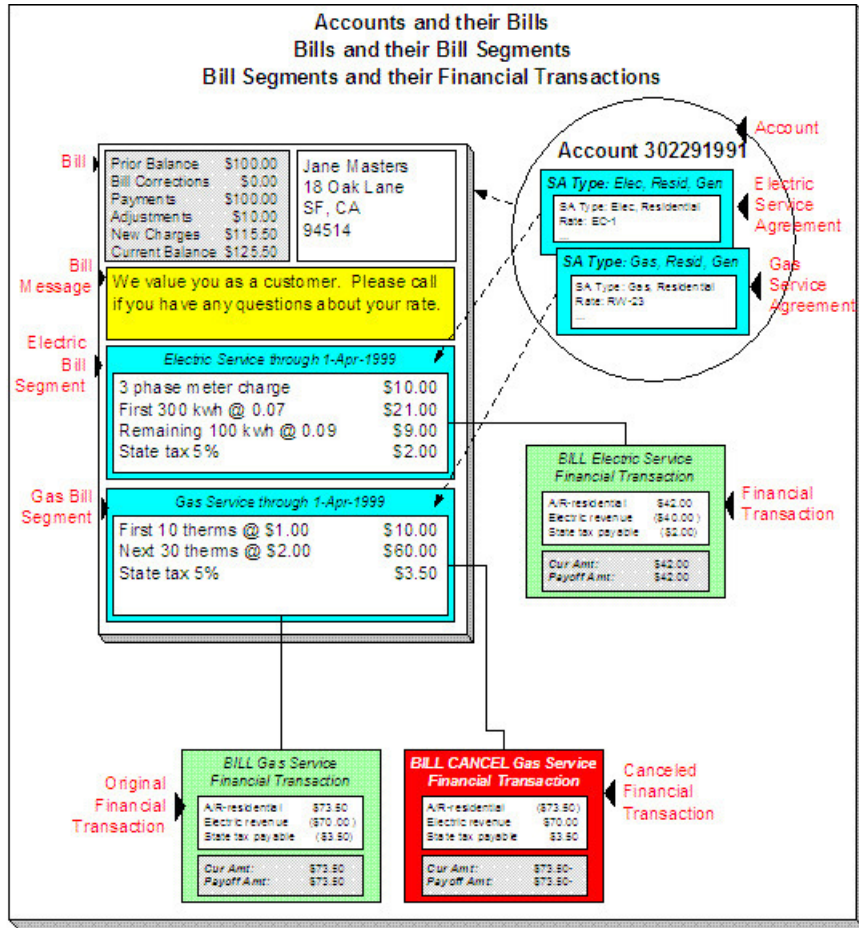 Accounts and their Bills
Bills and their Bill Segments
Bill Segments and their Financial Transactions
Account
Account 302291991
Bill
Prior Balance $100.00
Bill Corrections $0.00
Payments $100.00
Adjustments $10.00
New Charges $115.50
Current Balance $125.50
Jane Masters
18 Oak Lane
SF, CA
94514
SA Type: Elec, Resid, Gen
SA Type: Elec, Residential
Rate: EC-1
...
Electric
Service
Agreement
SA Type: Gas, Resid, Gen
SA Type: Gas, Residential
Rate: RW-23
...
Gas
Service
Agreement
Bill
Message
We value you as a customer. Please call
if you have any questions about your rate.
Electric
Bill
Segment
Electric Service through 1-Apr-1999
3 phase meter charge $10.00
First 300 kwh @ 0.07 $21.00
Remaining 100 kwh @ 0.09 $9.00
State tax 5% $2.00
Gas Bill
Segment
Gas Service through 1-Apr-1999
First 10 therms @ $1.00 $10.00
Next 30 therms @ $2.00 $60.00
State tax 5% $3.50
BILL Electric Service
Financial Transaction
A/R-residential $42.00
Electric revenue ($40.00)
State tax payable ($2.00)
Cur Amt: $42.00
Payoff Amt: $42.00
Financial
Transaction
Original
Financial
Transaction
BILL Gas Service
Financial Transaction
A/R-residential $73.50
Electric revenue ($70.00)
State tax payable ($3.50)
Cur Amt: $73.50
Payoff Amt: $73.50
BILL CANCEL Gas Service
Financial Transaction
A/R-residential ($73.50)
Electric revenue $70.00
State tax payable $3.50
Cur Amt: $73.50-
Payoff Amt: $73.50-
Canceled
Financial
Transaction